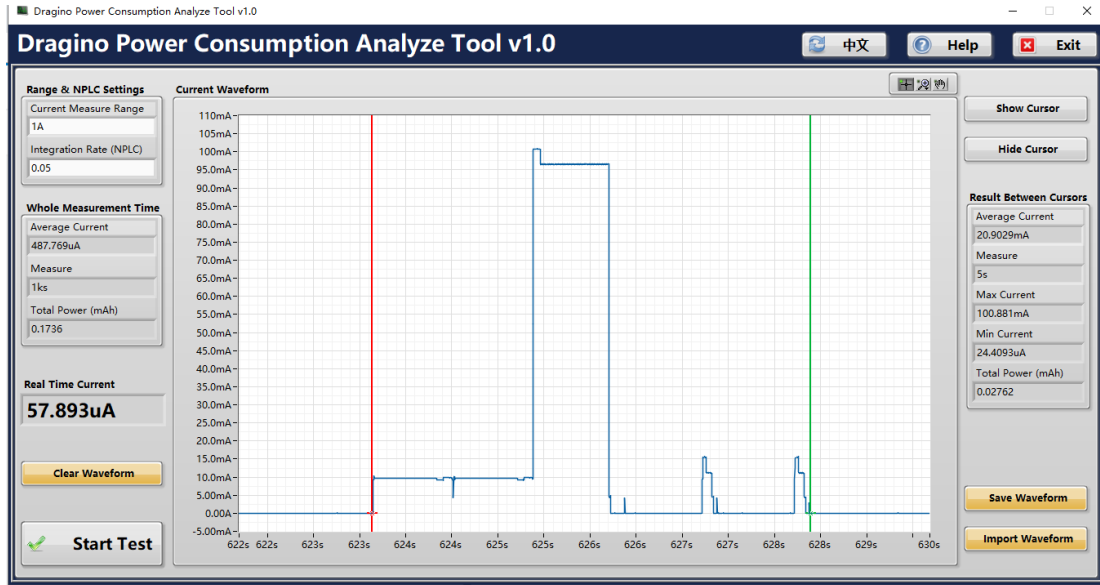 Dragino Power Consumption Analyze Tool v1.0
Dragino Power Consumption Analyze Tool v1.0
中文
Help
Exit
Range & NPLC Settings
Current Measure Range
1A
Integration Rate (NPLC)
0.05
Whole Measurement Time
Average Current
487.769uA
Measure
1ks
Total Power (mAh)
0.1736
Real Time Current
57.893uA
Clear Waveform
Start Test
Current Waveform
110mA
105mA
100mA
95.0mA
90.0mA
85.0mA
80.0mA
75.0mA
70.0mA
65.0mA
60.0mA
55.0mA
50.0mA
45.0mA
40.0mA
35.0mA
30.0mA
25.0mA
20.0mA
15.0mA
10.0mA
5.00mA
0.00A
-5.00mA
622s 622s 623s 623s 624s 624s 625s 625s 626s 626s 627s 627s 628s 628s 629s 630s
Show Cursor
Hide Cursor
Result Between Cursors
Average Current
20.9029mA
Measure
5s
Max Current
100.881mA
Min Current
24.4093uA
Total Power (mAh)
0.02762
Save Waveform
Import Waveform